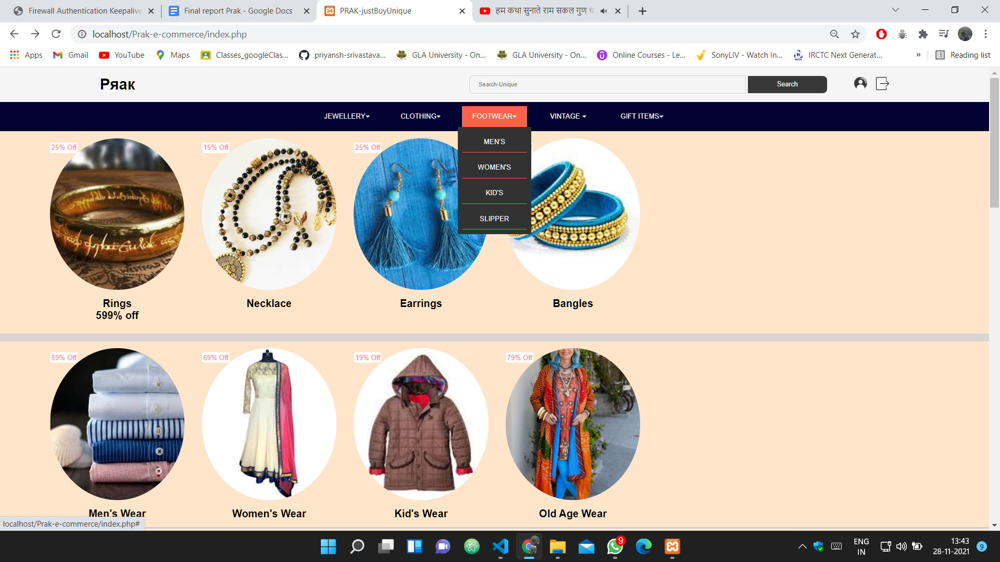 Firewall Authentication Keepalive
Final report Prak - Google Docs
PRAK-justBuyUnique
हम कथा सुनाते राम सकल गुण
localhost/Prak-e-commerce/index.php
Apps
Gmail
YouTube
Maps
Classes_googleClas...
priyansh-srivastava...
GLA University - On...
GLA University - On...
Online Courses - Le...
SonyLIV - Watch In...
IRCTC Next Generat...
»
Reading list
Pяaк
Search-Unique
Search
JEWELLERY
CLOTHING
FOOTWEAR
VINTAGE
GIFT ITEMS
MEN'S
WOMEN'S
KID'S
SLIPPER
25% Off
15% Off
25% Off
Rings
599% off
Necklace
Earrings
Bangles
59% Off
69% Off
19% Off
79% Off
Men's Wear
Women's Wear
Kid's Wear
Old Age Wear
localhost/Prak-e-commerce/index.php#
9
ENG
IN
13:43
28-11-2021
9